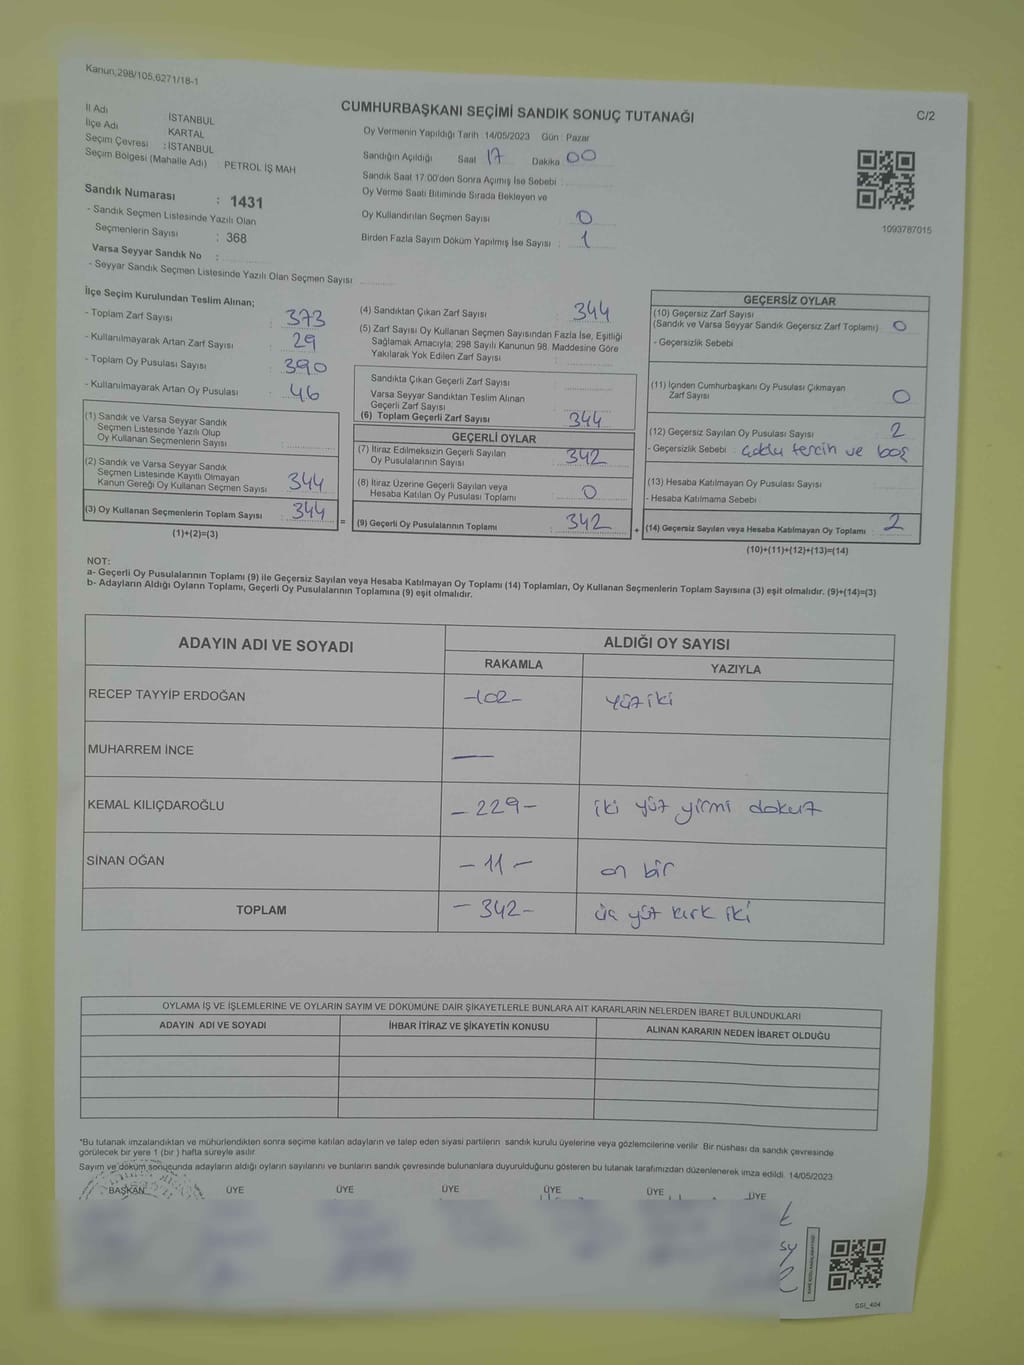 Kanun;298/105,6271/18-1
CUMHURBAŞKANI SEÇİMİ SANDIK SONUÇ TUTANAĞI
C/2
İl Adı İSTANBUL
İlçe Adı KARTAL
Seçim Çevresi : İSTANBUL
Seçim Bölgesi (Mahalle Adı) : PETROL İŞ MAH
Sandık Numarası : 1431
- Sandık Seçmen Listesinde Yazılı Olan
Seçmenlerin Sayısı : 368
Varsa Seyyar Sandık No :
- Seyyar Sandık Seçmen Listesinde Yazılı Olan Seçmen Sayısı
Oy Vermenin Yapıldığı Tarih : 14/05/2023 Gün : Pazar
Sandığın Açıldığı Saat 17 Dakika 00
Sandık Saat 17:00'den Sonra Açımış İse Sebebi :
Oy Verme Saati Bitiminde Sırada Bekleyen ve
Oy Kullandırılan Seçmen Sayısı 0
Birden Fazla Sayım Döküm Yapılmış İse Sayısı : 1
1093787015
İlçe Seçim Kurulundan Teslim Alınan;
- Toplam Zarf Sayısı : 373
- Kullanılmayarak Artan Zarf Sayısı : 29
- Toplam Oy Pusulası Sayısı : 390
- Kullanılmayarak Artan Oy Pusulası : 46
(1) Sandık ve Varsa Seyyar Sandık
Seçmen Listesinde Yazılı Olup
Oy Kullanan Seçmenlerin Sayısı :
(2) Sandık ve Varsa Seyyar Sandık
Seçmen Listesinde Kayıtlı Olmayan
Kanun Gereği Oy Kullanan Seçmen Sayısı 344
(3) Oy Kullanan Seçmenlerin Toplam Sayısı : 344
(1)+(2)=(3)
=
(4) Sandıktan Çıkan Zarf Sayısı : 344
(5) Zarf Sayısı Oy Kullanan Seçmen Sayısından Fazla İse, Eşitliği
Sağlamak Amacıyla; 298 Sayılı Kanunun 98. Maddesine Göre
Yakılarak Yok Edilen Zarf Sayısı :
Sandıkta Çıkan Geçerli Zarf Sayısı :
Varsa Seyyar Sandıktan Teslim Alınan
Geçerli Zarf Sayısı :
(6) Toplam Geçerli Zarf Sayısı : 344
GEÇERLİ OYLAR
(7) İtiraz Edilmeksizin Geçerli Sayılan
Oy Pusulalarının Sayısı : 342
(8) İtiraz Üzerine Geçerli Sayılan veya
Hesaba Katılan Oy Pusulası Toplamı : 0
(9) Geçerli Oy Pusulalarının Toplamı : 342
+
GEÇERSİZ OYLAR
(10) Geçersiz Zarf Sayısı
(Sandık ve Varsa Seyyar Sandık Geçersiz Zarf Toplamı) : 0
- Geçersizlik Sebebi
(11) İçinden Cumhurbaşkanı Oy Pusulası Çıkmayan
Zarf Sayısı 0
(12) Geçersiz Sayılan Oy Pusulası Sayısı 2
- Geçersizlik Sebebi : çoklu tercih ve boş
(13) Hesaba Katılmayan Oy Pusulası Sayısı :
- Hesaba Katılmama Sebebi
(14) Geçersiz Sayılan veya Hesaba Katılmayan Oy Toplamı : 2
(10)+(11)+(12)+(13)=(14)
NOT:
a- Geçerli Oy Pusulalarının Toplamı (9) ile Geçersiz Sayılan veya Hesaba Katılmayan Oy Toplamı (14) Toplamları, Oy Kullanan Seçmenlerin Toplam Sayısına (3) eşit olmalıdır. (9)+(14)=(3)
b- Adayların Aldığı Oyların Toplamı, Geçerli Oy Pusulalarının Toplamına (9) eşit olmalıdır.
ADAYIN ADI VE SOYADI ALDIĞI OY SAYISI
RAKAMLA YAZIYLA
RECEP TAYYİP ERDOĞAN -102- yüz iki
MUHARREM İNCE —
KEMAL KILIÇDAROĞLU - 229 - iki yüz yirmi dokuz
SİNAN OĞAN - 11 - on bir
TOPLAM - 342 - üç yüz kırk iki
OYLAMA İŞ VE İŞLEMLERİNE VE OYLARIN SAYIM VE DÖKÜMÜNE DAİR ŞİKAYETLERLE BUNLARA AİT KARARLARIN NELERDEN İBARET BULUNDUKLARI
ADAYIN ADI VE SOYADI İHBAR İTİRAZ VE ŞİKAYETİN KONUSU ALINAN KARARIN NEDEN İBARET OLDUĞU
*Bu tutanak imzalandıktan ve mühürlendikten sonra seçime katılan adayların ve talep eden siyasi partilerin sandık kurulu üyelerine veya gözlemcilerine verilir. Bir nüshası da sandık çevresinde
görülecek bir yere 1 (bir ) hafta süreyle asılır.
Sayım ve döküm sonucunda adayların aldığı oyların sayılarını ve bunların sandık çevresinde bulunanlara duyurulduğunu gösteren bu tutanak tarafımızdan düzenlenerek imza edildi. 14/05/2023
BAŞKAN ÜYE ÜYE ÜYE ÜYE ÜYE ÜYE
SSI_404